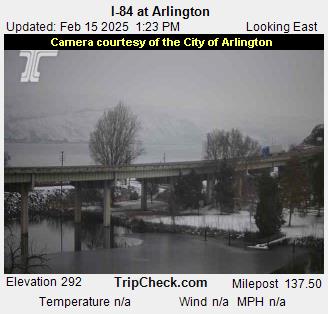 I-84 at Arlington
Updated: Feb 15 2025 1:23 PM Looking East
Camera courtesy of the City of Arlington
Elevation 292 TripCheck.com Milepost 137.50
Temperature n/a Wind n/a MPH n/a